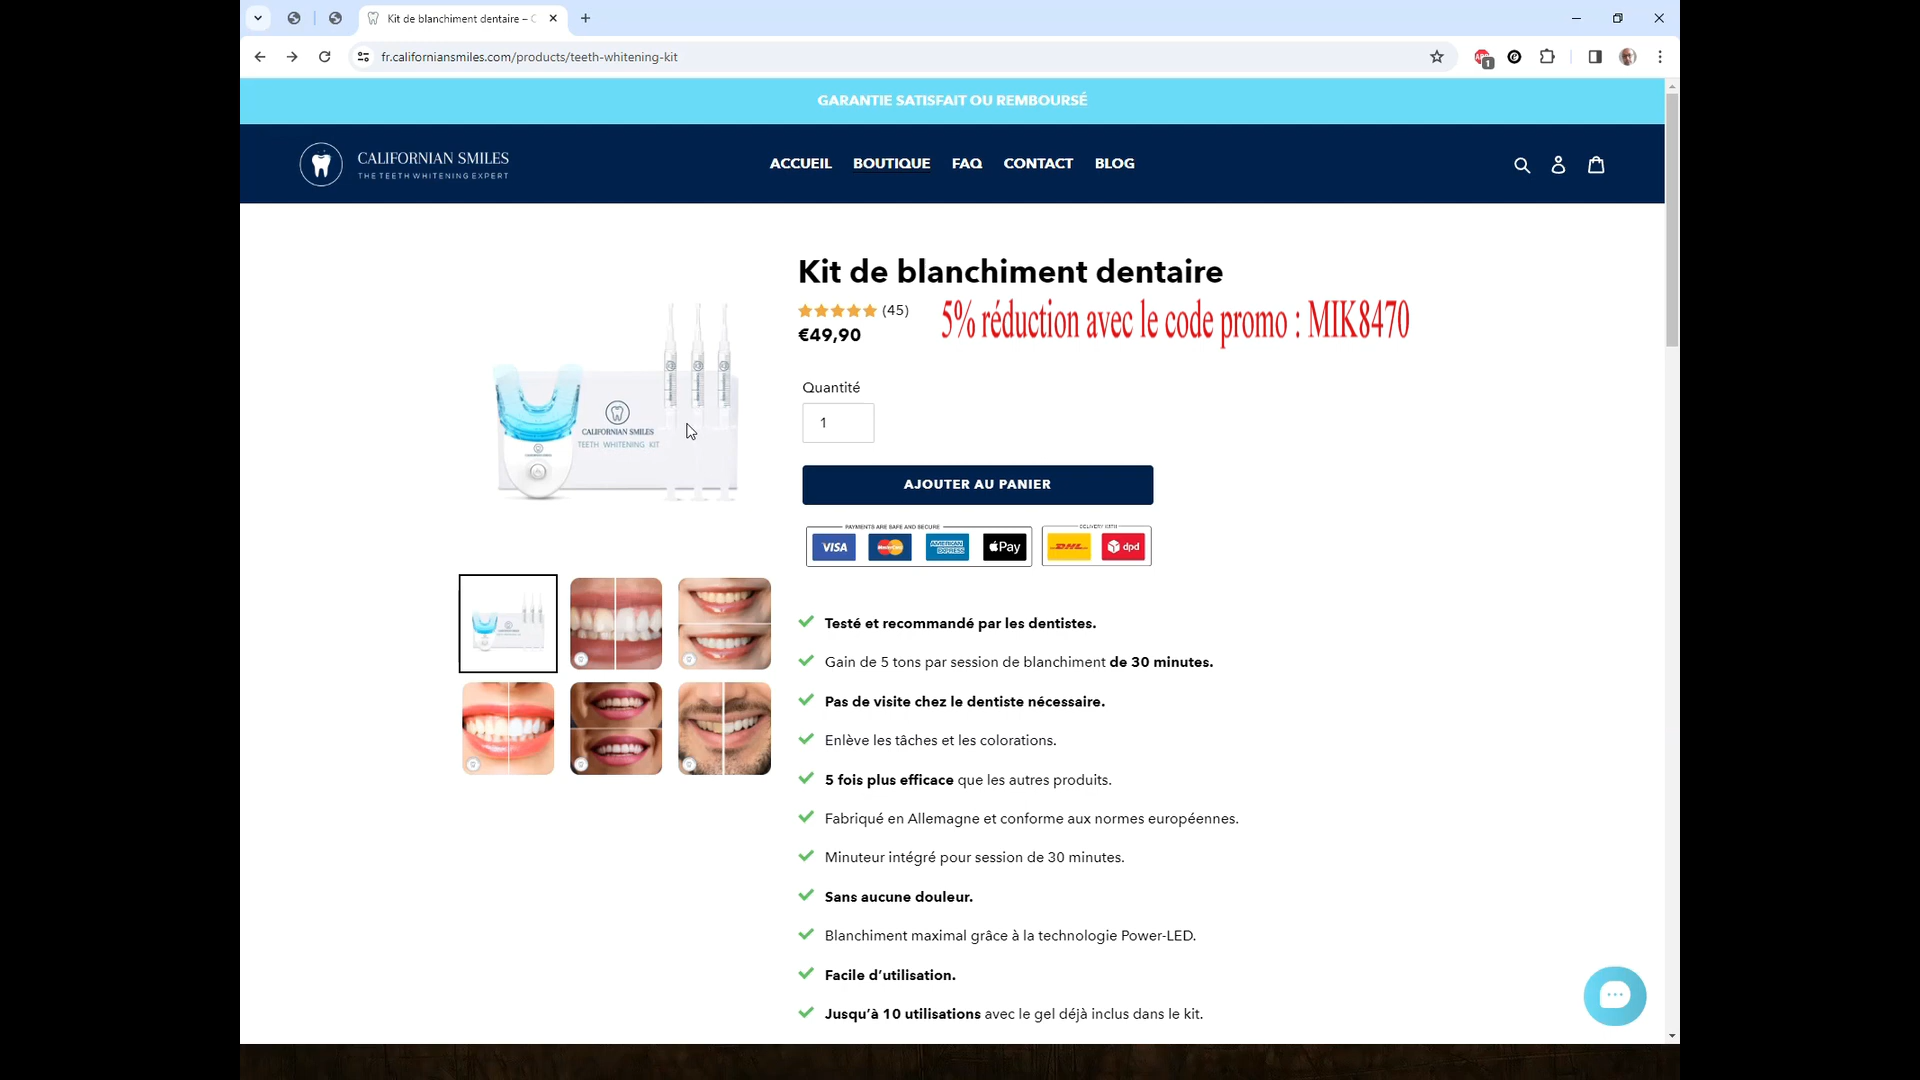 Kit de blanchiment dentaire – C
fr.californiansmiles.com/products/teeth-whitening-kit
1
GARANTIE SATISFAIT OU REMBOURSÉ
CALIFORNIAN SMILES
THE TEETH WHITENING EXPERT
ACCUEIL BOUTIQUE FAQ CONTACT BLOG
Kit de blanchiment dentaire
(45)
5% réduction avec le code promo : MIK8470
€49,90
Quantité
1
CALIFORNIAN SMILES
TEETH WHITENING KIT
AJOUTER AU PANIER
PAYMENTS ARE SAFE AND SECURE
DELIVERY WITH
VISA MasterCard AMERICAN EXPRESS Pay DHL dpd
Testé et recommandé par les dentistes.
Gain de 5 tons par session de blanchiment de 30 minutes.
Pas de visite chez le dentiste nécessaire.
Enlève les tâches et les colorations.
5 fois plus efficace que les autres produits.
Fabriqué en Allemagne et conforme aux normes européennes.
Minuteur intégré pour session de 30 minutes.
Sans aucune douleur.
Blanchiment maximal grâce à la technologie Power-LED.
Facile d’utilisation.
Jusqu’à 10 utilisations avec le gel déjà inclus dans le kit.